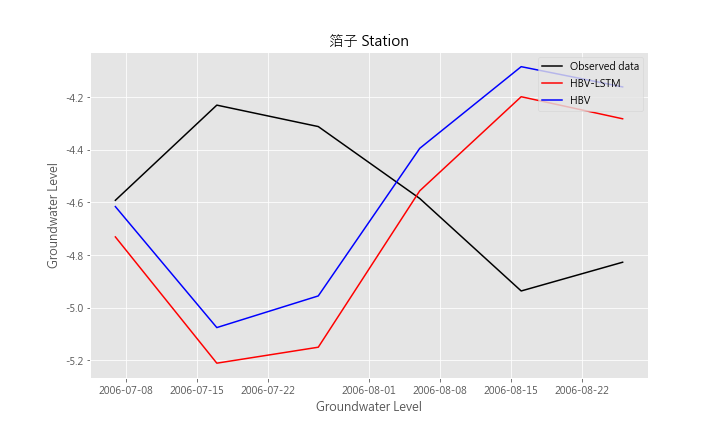 箔子 Station
Observed data
HBV-LSTM
HBV
-4.2
-4.4
-4.6
-4.8
-5.0
-5.2
Groundwater Level
2006-07-08
2006-07-15
2006-07-22
2006-08-01
2006-08-08
2006-08-15
2006-08-22
Groundwater Level